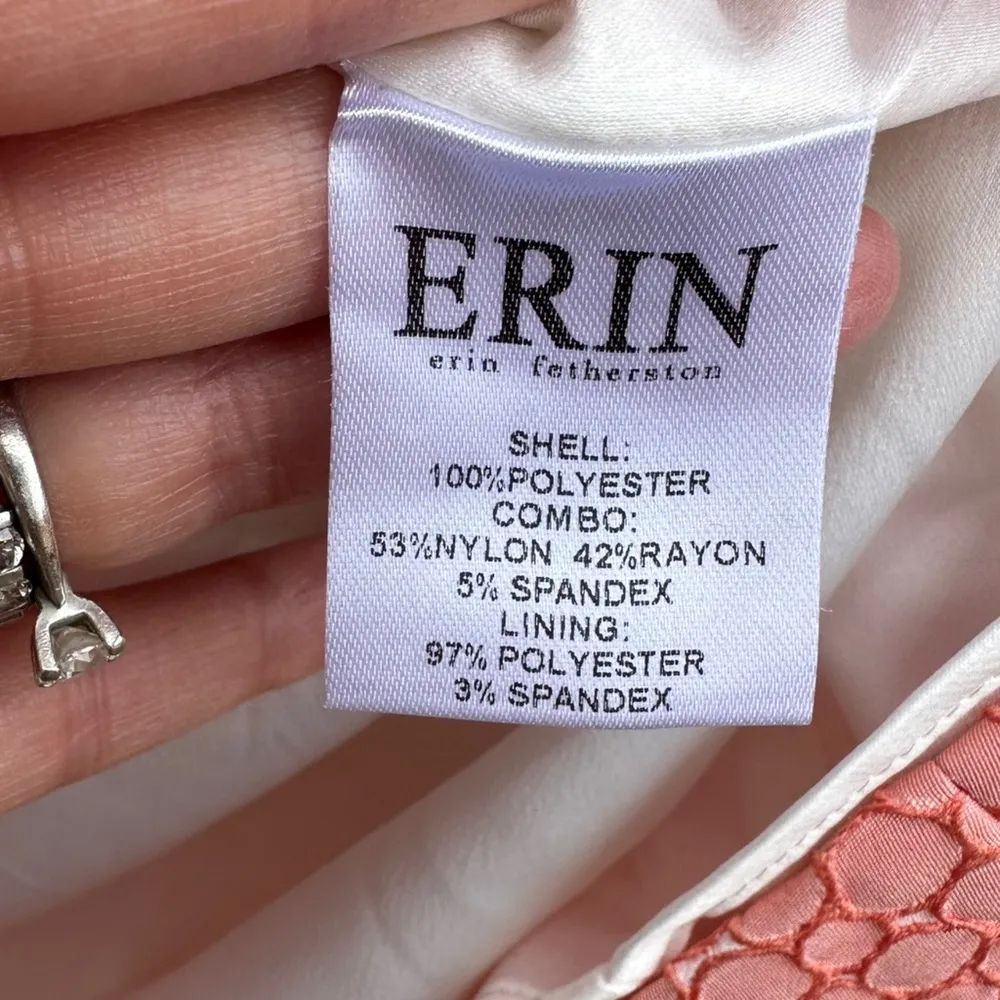 ERIN
erin fetherston
SHELL:
100%POLYESTER
COMBO:
53%NYLON 42%RAYON
5% SPANDEX
LINING:
97% POLYESTER
3% SPANDEX